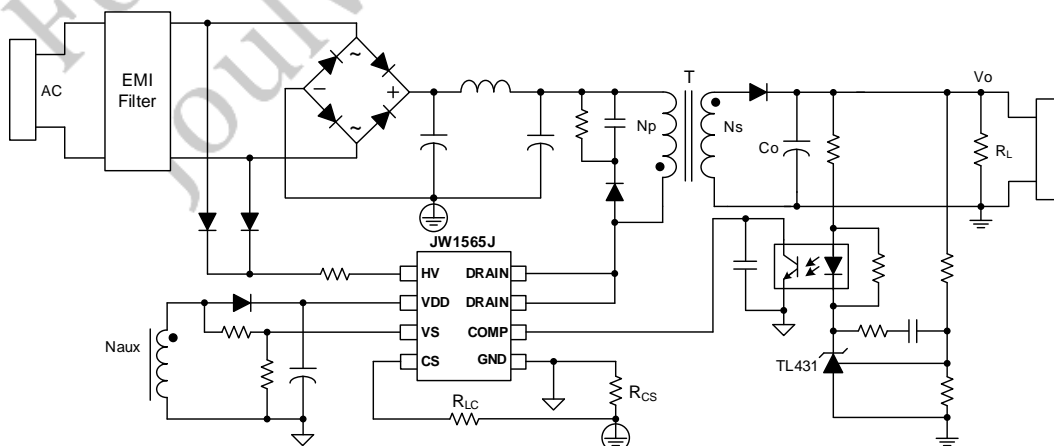 AC
EMI
Filter
~
−
+
~
T
Np
Ns
Vo
Co
RL
JW1565J
HV
DRAIN
VDD
DRAIN
VS
COMP
CS
GND
Naux
RLC
RCS
TL431